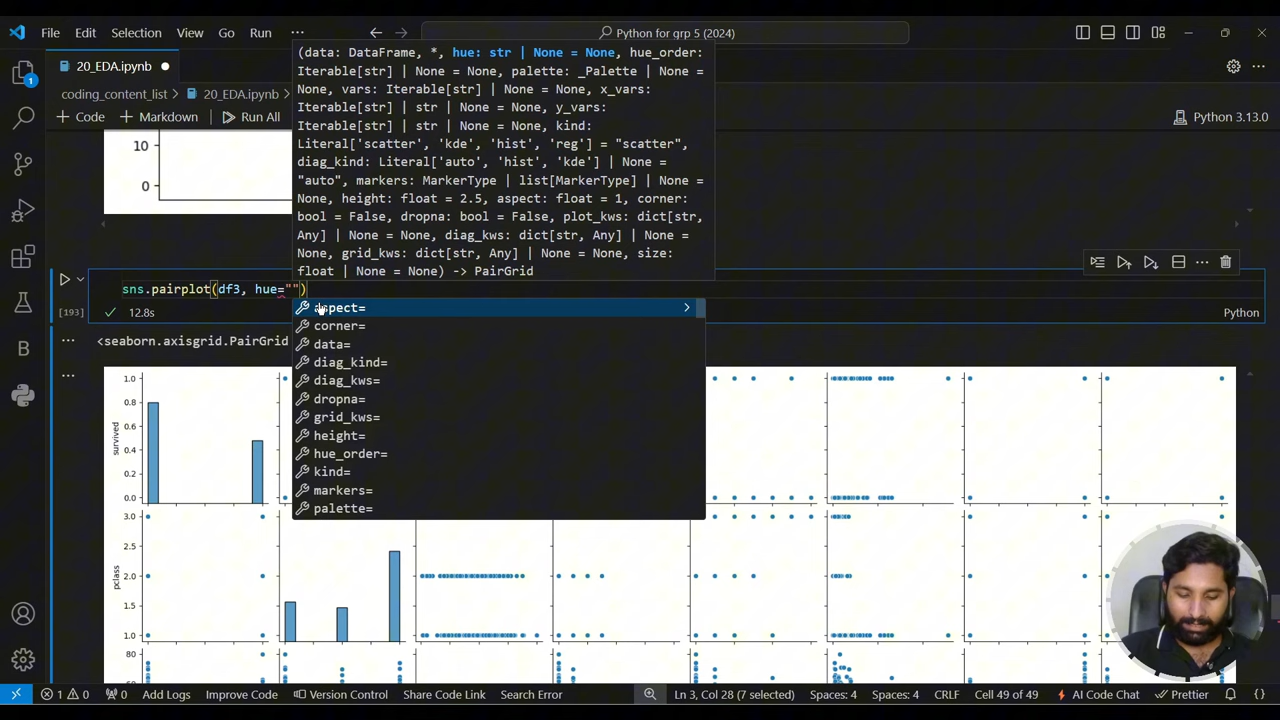 File Edit Selection View Go Run ···
Python for grp 5 (2024)
20_EDA.ipynb
coding_content_list > 20_EDA.ipynb >
+ Code + Markdown Run All
Python 3.13.0
(data: DataFrame, *, hue: str | None = None, hue_order:
Iterable[str] | None = None, palette: _Palette | None =
None, vars: Iterable[str] | None = None, x_vars:
Iterable[str] | str | None = None, y_vars:
Iterable[str] | str | None = None, kind:
Literal['scatter', 'kde', 'hist', 'reg'] = "scatter",
diag_kind: Literal['auto', 'hist', 'kde'] | None =
"auto", markers: MarkerType | list[MarkerType] | None =
None, height: float = 2.5, aspect: float = 1, corner:
bool = False, dropna: bool = False, plot_kws: dict[str,
Any] | None = None, diag_kws: dict[str, Any] | None =
None, grid_kws: dict[str, Any] | None = None, size:
float | None = None) -> PairGrid
10
0
sns.pairplot(df3, hue="")
[193] 12.8s
Python
aspect=
corner=
data=
diag_kind=
diag_kws=
dropna=
grid_kws=
height=
hue_order=
kind=
markers=
palette=
<seaborn.axisgrid.PairGrid
survived
1.0
0.8
0.6
0.4
0.2
0.0
pclass
3.0
2.5
2.0
1.5
1.0
80
1
B
1 0 0 Add Logs Improve Code Version Control Share Code Link Search Error
Ln 3, Col 28 (7 selected) Spaces: 4 Spaces: 4 CRLF Cell 49 of 49 AI Code Chat Prettier